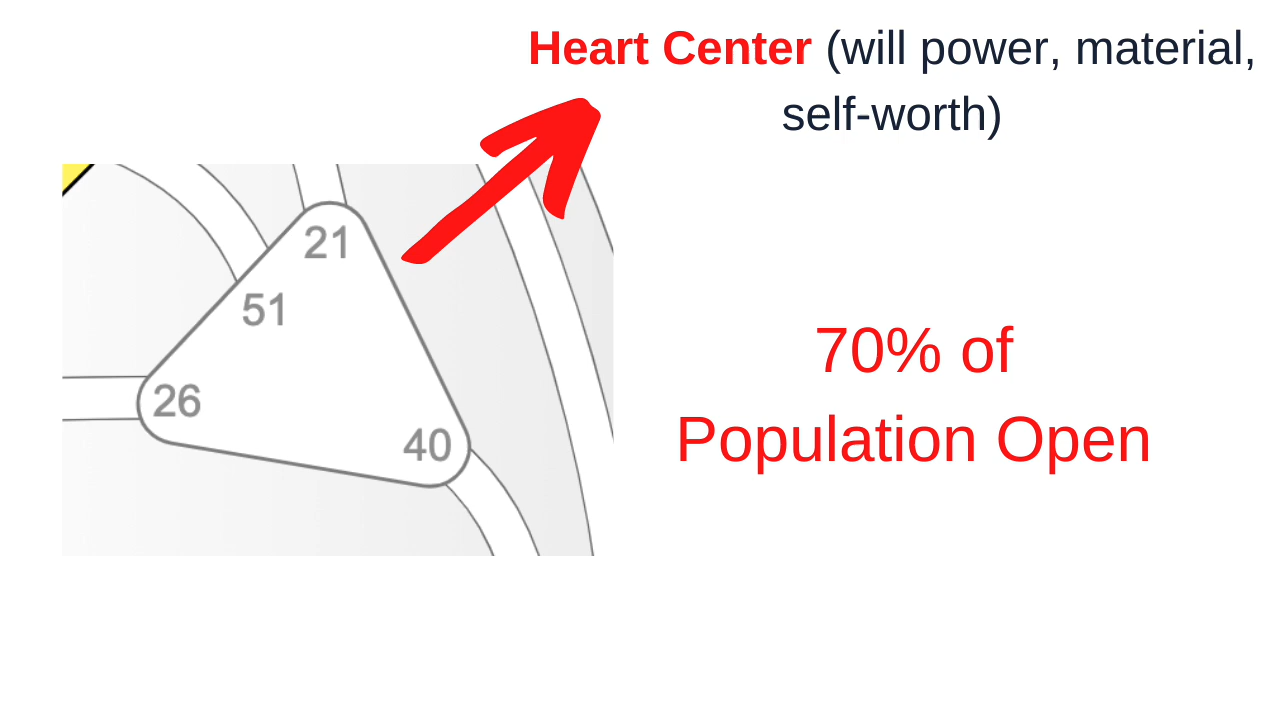 Heart Center (will power, material,
self-worth)
21
51
26
40
70% of
Population Open